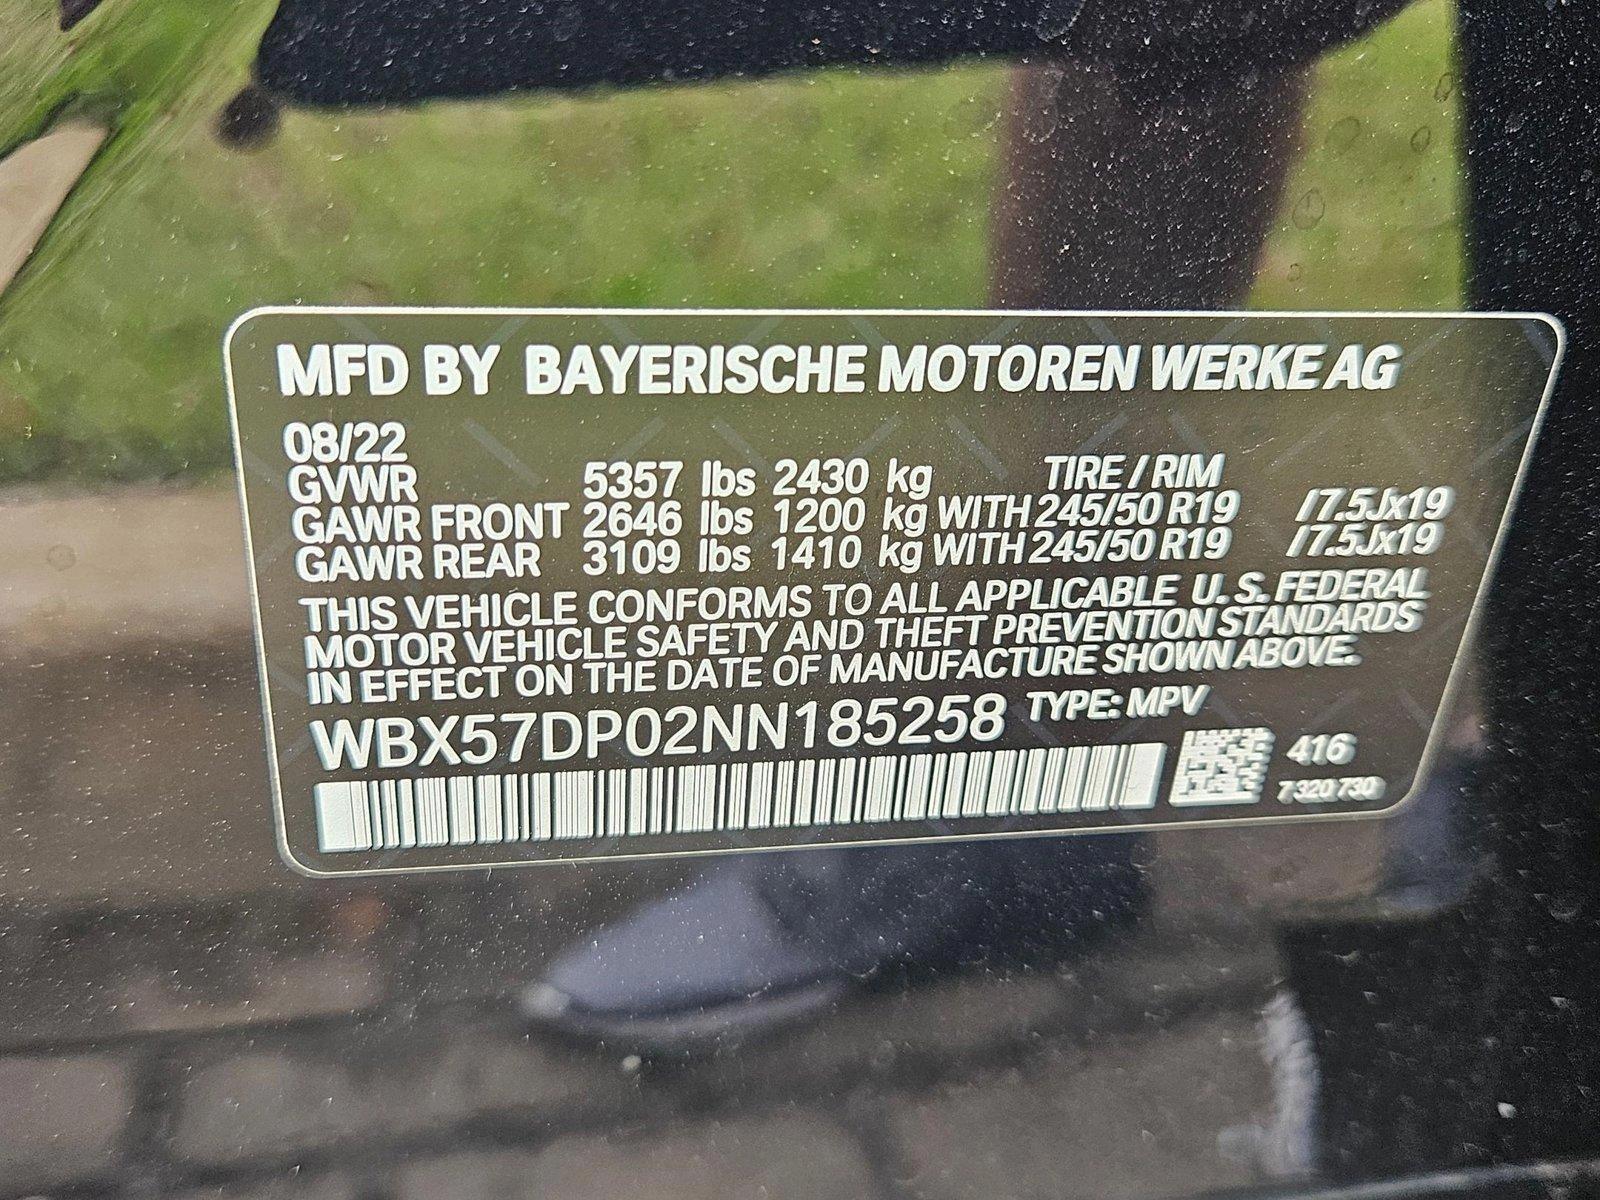 MFD BY BAYERISCHE MOTOREN WERKE AG
08/22
GVWR 5357 lbs 2430 kg TIRE / RIM
GAWR FRONT 2646 lbs 1200 kg WITH 245/50 R19 /7.5Jx19
GAWR REAR 3109 lbs 1410 kg WITH 245/50 R19 /7.5Jx19
THIS VEHICLE CONFORMS TO ALL APPLICABLE U. S. FEDERAL
MOTOR VEHICLE SAFETY AND THEFT PREVENTION STANDARDS
IN EFFECT ON THE DATE OF MANUFACTURE SHOWN ABOVE.
WBX57DP02NN185258 TYPE: MPV
416
7 320 730